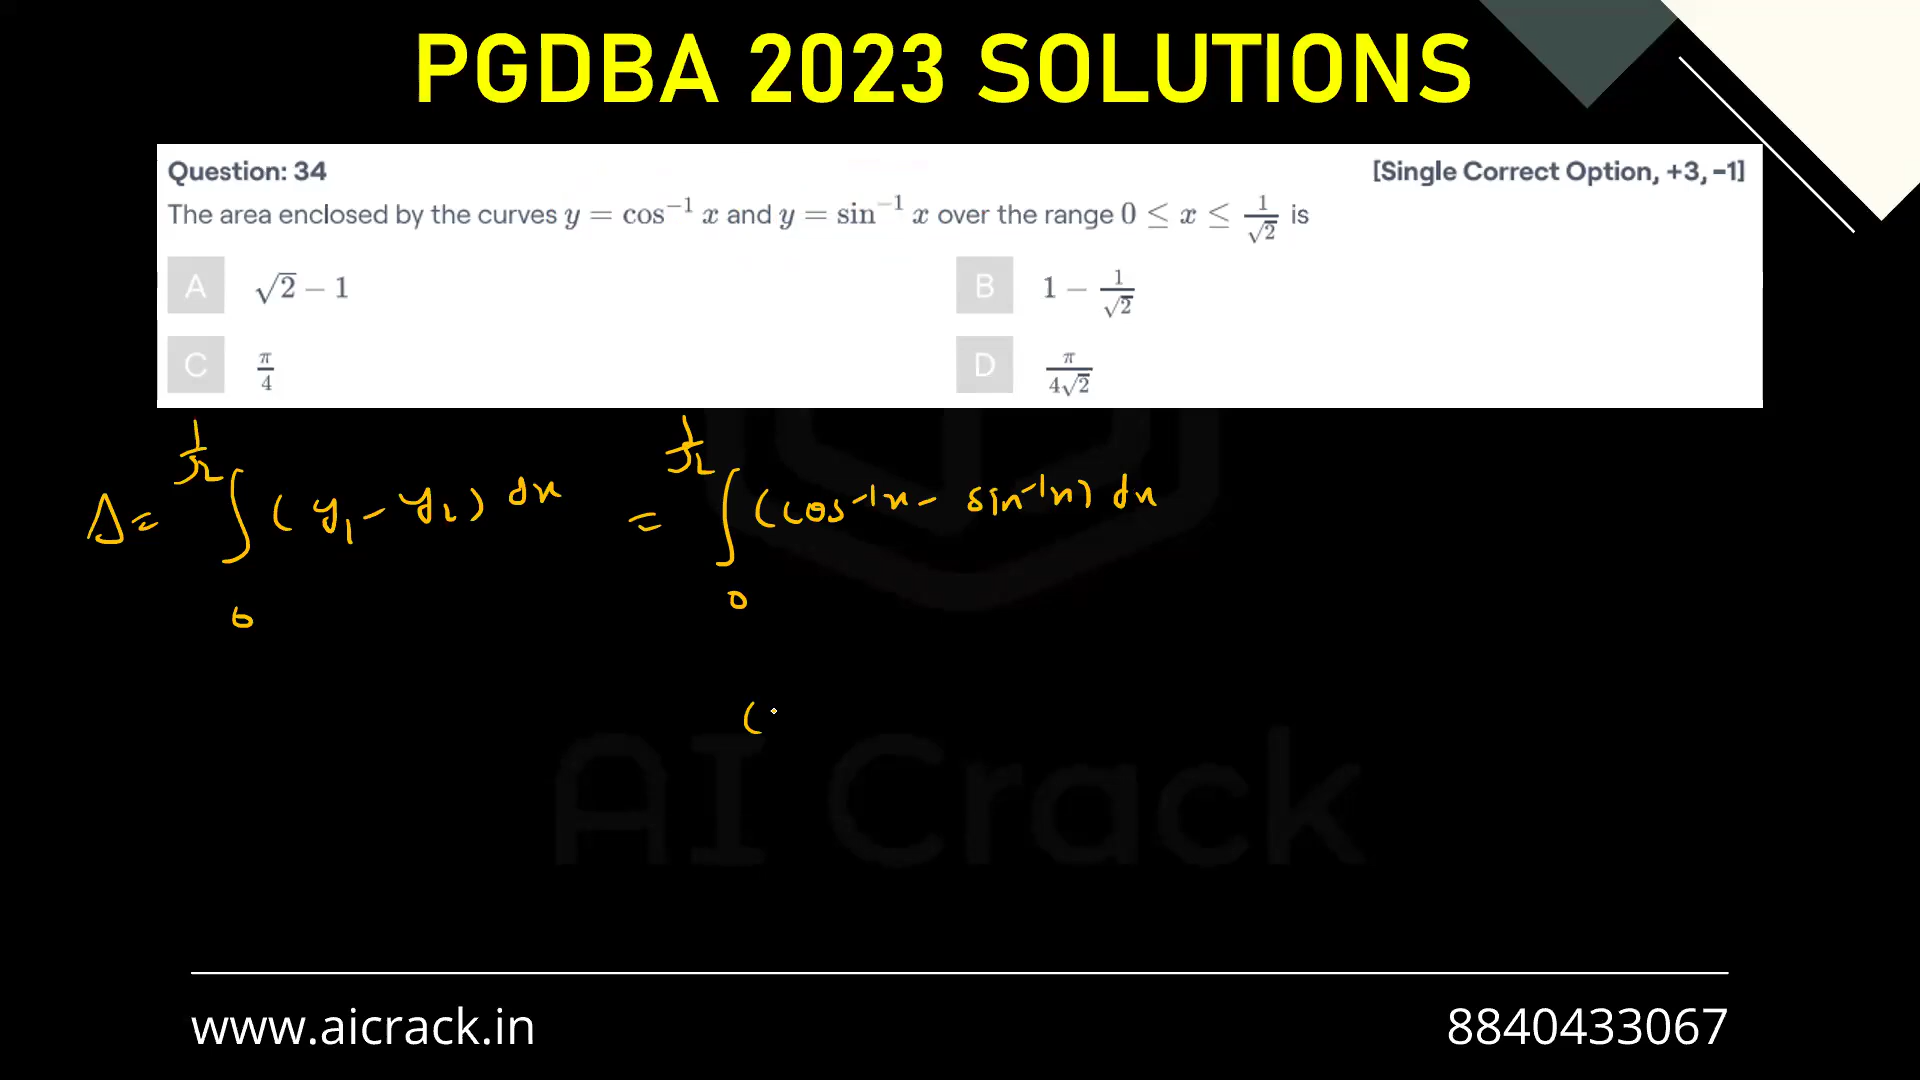 PGDBA 2023 SOLUTIONS
Question: 34 [Single Correct Option, +3, -1]
The area enclosed by the curves y = cos⁻¹ x and y = sin⁻¹ x over the range 0 ≤ x ≤ 1/√2 is
A √2 − 1 B 1 − 1/√2
C π/4 D π/(4√2)
Δ = ∫₀^(1/√2) (y₁ − y₂) dx = ∫₀^(1/√2) (cos⁻¹x − sin⁻¹x) dx
(
AI Crack
www.aicrack.in 8840433067